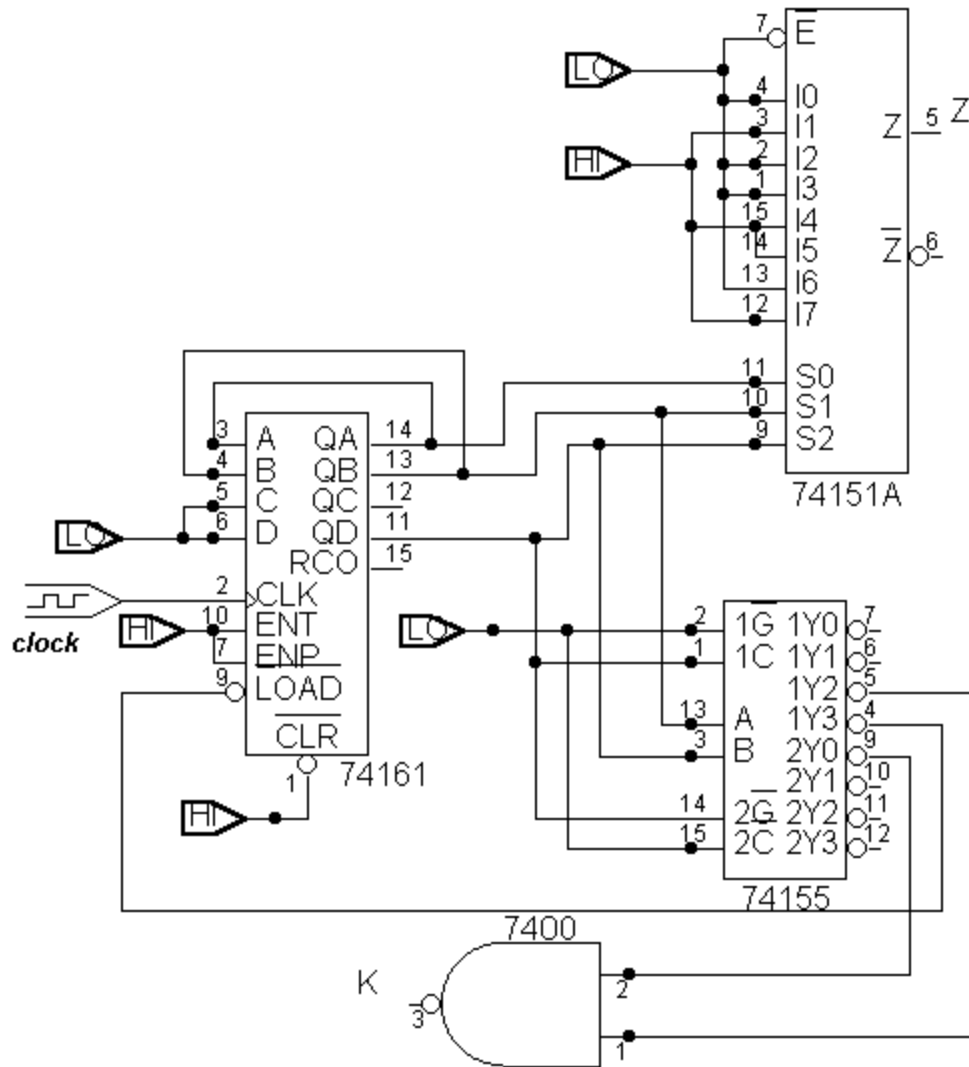 7 E
LO
4 I0
3 I1
Z 5 Z
HI
2 I2
1 I3
15 I4
14 I5
Z 6
13 I6
12 I7
11 S0
10 S1
9 S2
74151A
3 A QA 14
4 B QB 13
5 C QC 12
LO
6 D QD 11
RCO 15
2 CLK
clock
HI
10 ENT
7 ENP
9 LOAD
CLR
1
74161
HI
LO
2 1G 1Y0 7
1 1C 1Y1 6
1Y2 5
13 A 1Y3 4
3 B 2Y0 9
2Y1 10
14 2G 2Y2 11
15 2C 2Y3 12
74155
7400
K
3
2
1